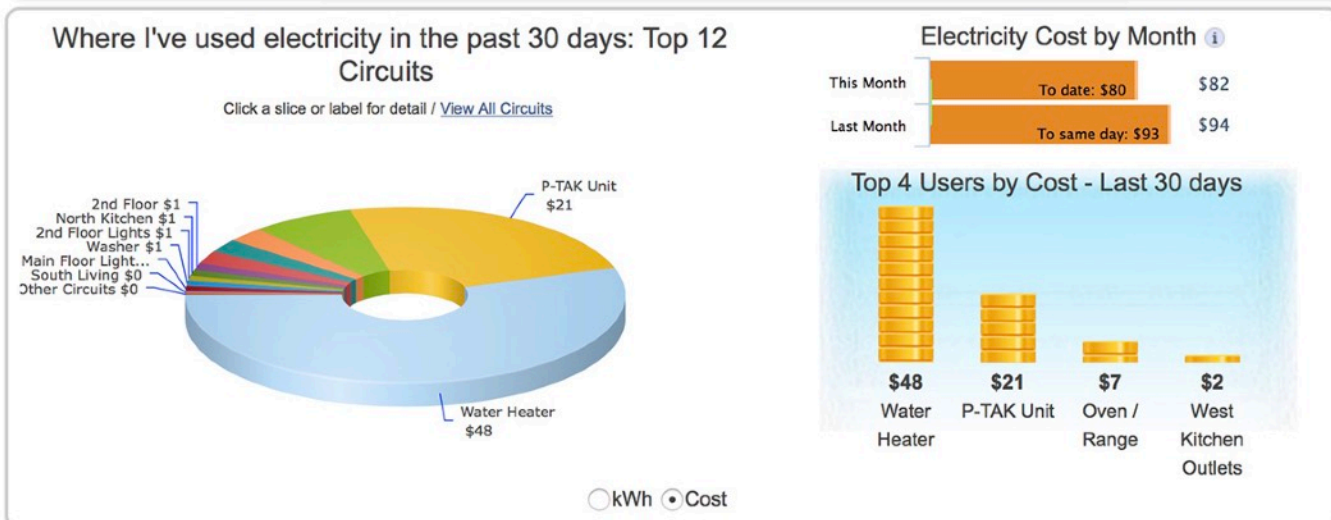 Where I've used electricity in the past 30 days: Top 12
Circuits
Click a slice or label for detail / View All Circuits
P-TAK Unit
$21
2nd Floor $1
North Kitchen $1
2nd Floor Lights $1
Washer $1
Main Floor Light...
South Living $0
Other Circuits $0
Water Heater
$48
Electricity Cost by Month i
This Month To date: $80 $82
Last Month To same day: $93 $94
Top 4 Users by Cost - Last 30 days
$48 $21 $7 $2
Water P-TAK Unit Oven / West
Heater Range Kitchen
Outlets
kWh Cost